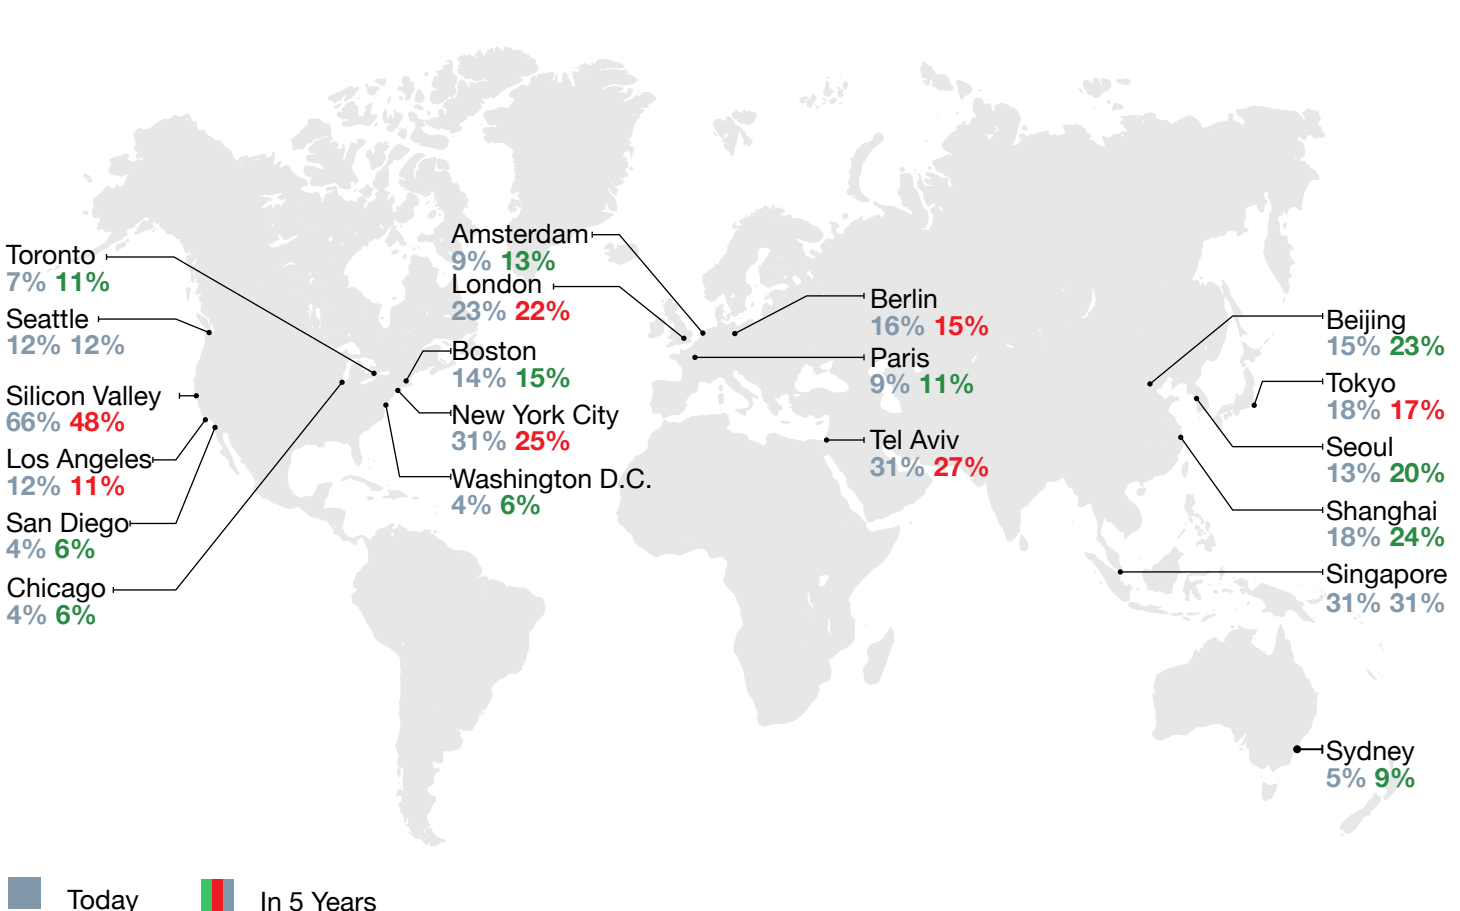 Toronto
7% 11%
Seattle
12% 12%
Silicon Valley
66% 48%
Los Angeles
12% 11%
San Diego
4% 6%
Chicago
4% 6%
Amsterdam
9% 13%
London
23% 22%
Boston
14% 15%
New York City
31% 25%
Washington D.C.
4% 6%
Berlin
16% 15%
Paris
9% 11%
Tel Aviv
31% 27%
Beijing
15% 23%
Tokyo
18% 17%
Seoul
13% 20%
Shanghai
18% 24%
Singapore
31% 31%
Sydney
5% 9%
Today
In 5 Years